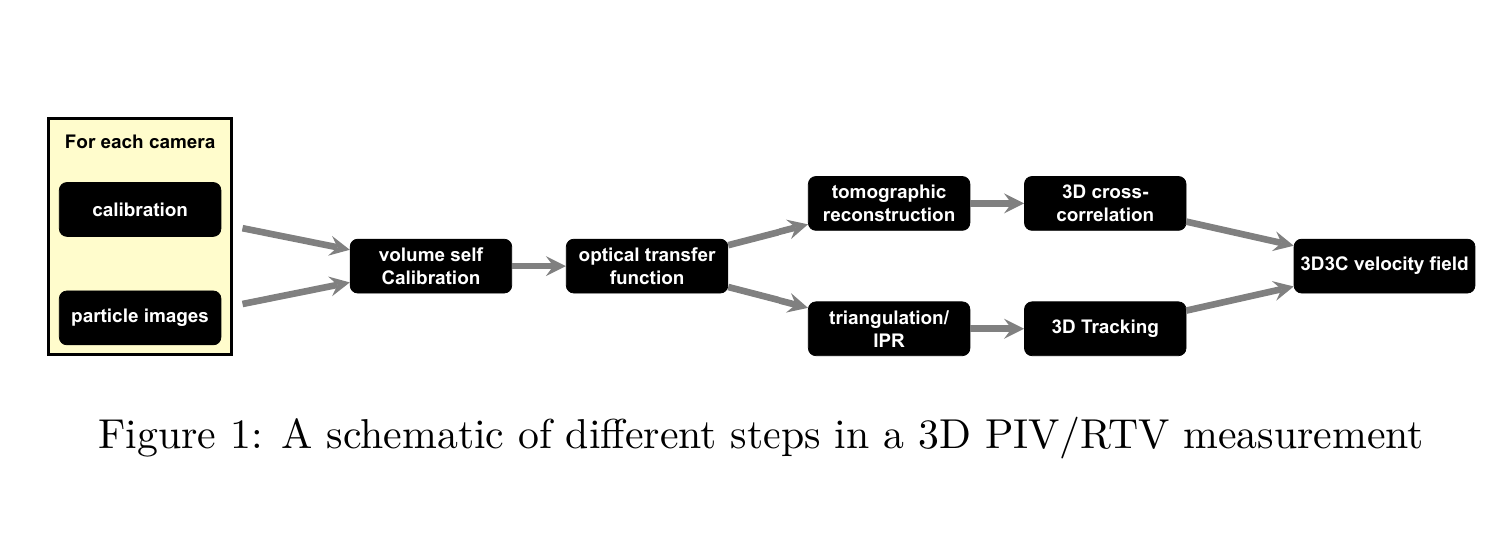 For each camera
calibration
particle images
volume self
Calibration
optical transfer
function
tomographic
reconstruction
3D cross-
correlation
triangulation/
IPR
3D Tracking
3D3C velocity field
Figure 1: A schematic of different steps in a 3D PIV/RTV measurement